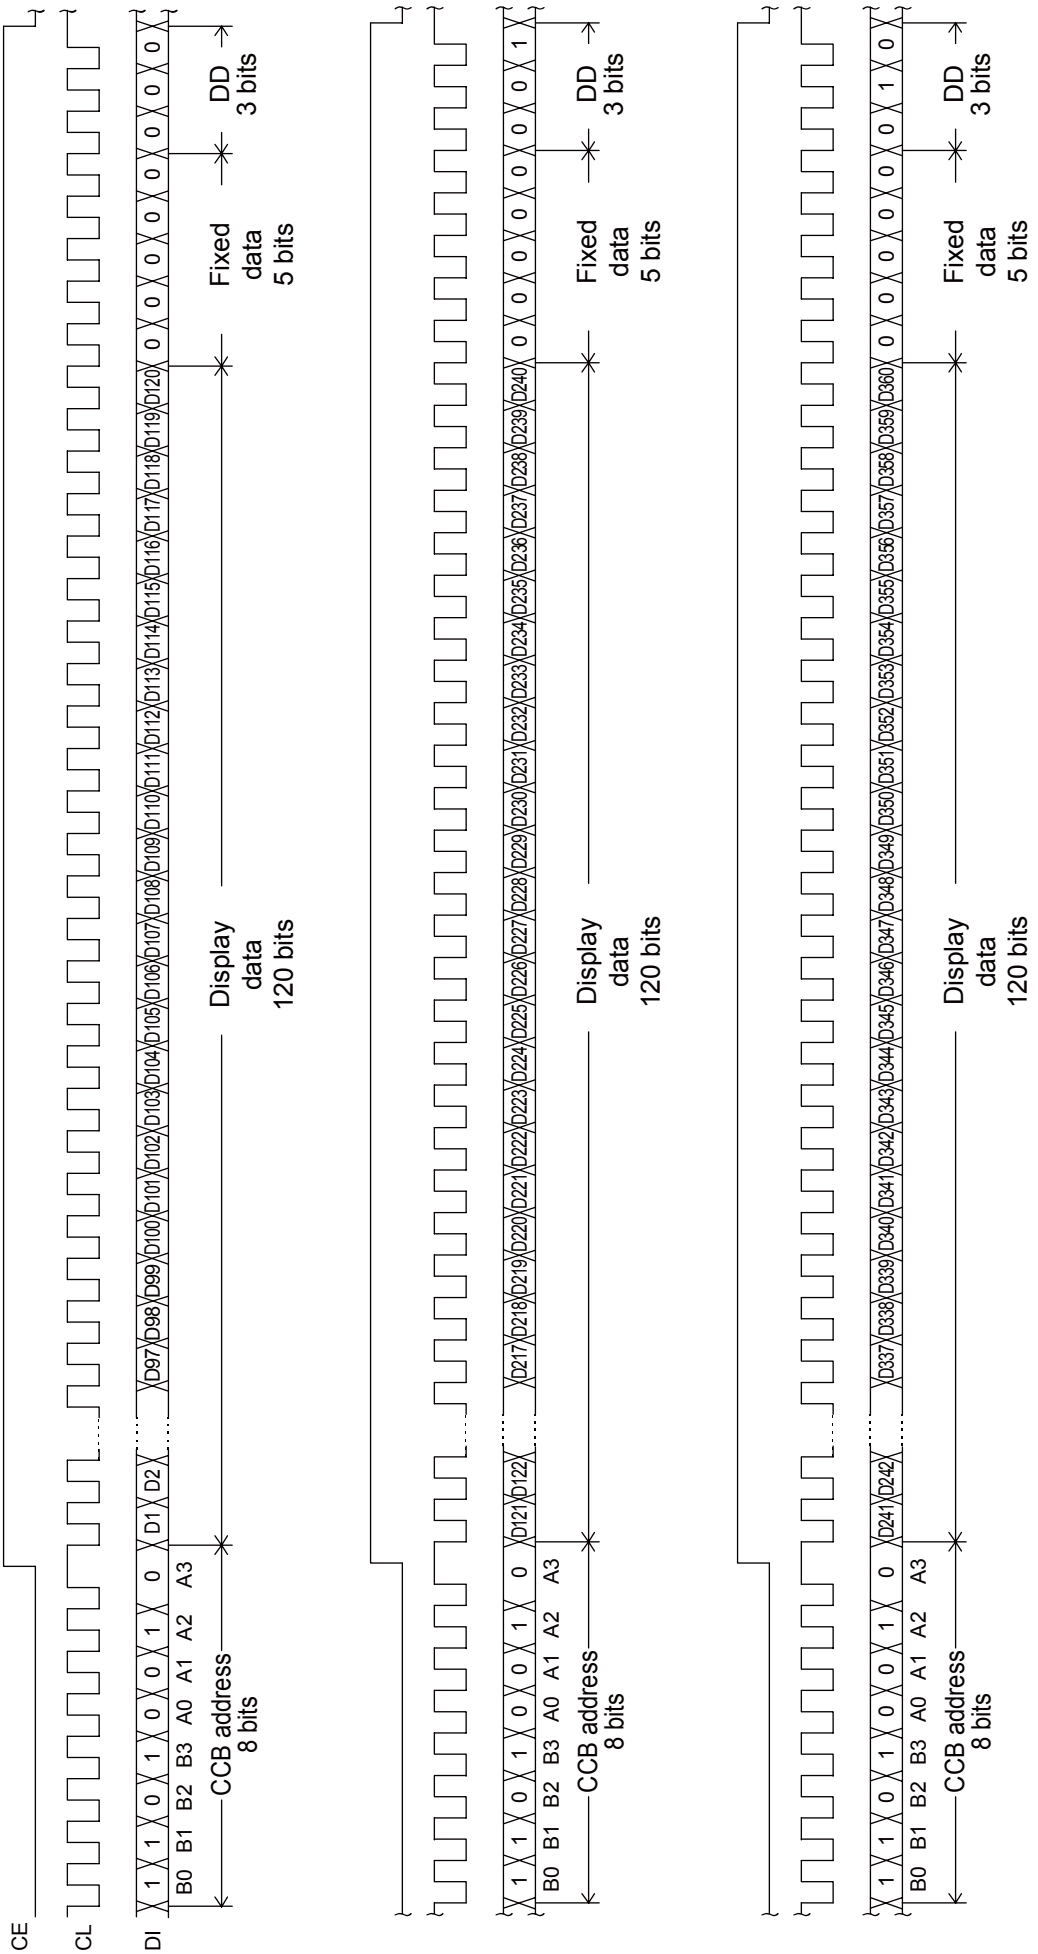 CE
CL
DI
1 1 0 1 0 0 1 0 D1 D2 D97 D98 D99 D100 D101 D102 D103 D104 D105 D106 D107 D108 D109 D110 D111 D112 D113 D114 D115 D116 D117 D118 D119 D120 0 0 0 0 0 0 0 0
B0 B1 B2 B3 A0 A1 A2 A3
CCB address
8 bits
Display
data
120 bits
Fixed
data
5 bits
DD
3 bits
1 1 0 1 0 0 1 0 D121 D122 D217 D218 D219 D220 D221 D222 D223 D224 D225 D226 D227 D228 D229 D230 D231 D232 D233 D234 D235 D236 D237 D238 D239 D240 0 0 0 0 0 0 0 1
B0 B1 B2 B3 A0 A1 A2 A3
CCB address
8 bits
Display
data
120 bits
Fixed
data
5 bits
DD
3 bits
1 1 0 1 0 0 1 0 D241 D242 D337 D338 D339 D340 D341 D342 D343 D344 D345 D346 D347 D348 D349 D350 D351 D352 D353 D354 D355 D356 D357 D358 D359 D360 0 0 0 0 0 0 1 0
B0 B1 B2 B3 A0 A1 A2 A3
CCB address
8 bits
Display
data
120 bits
Fixed
data
5 bits
DD
3 bits